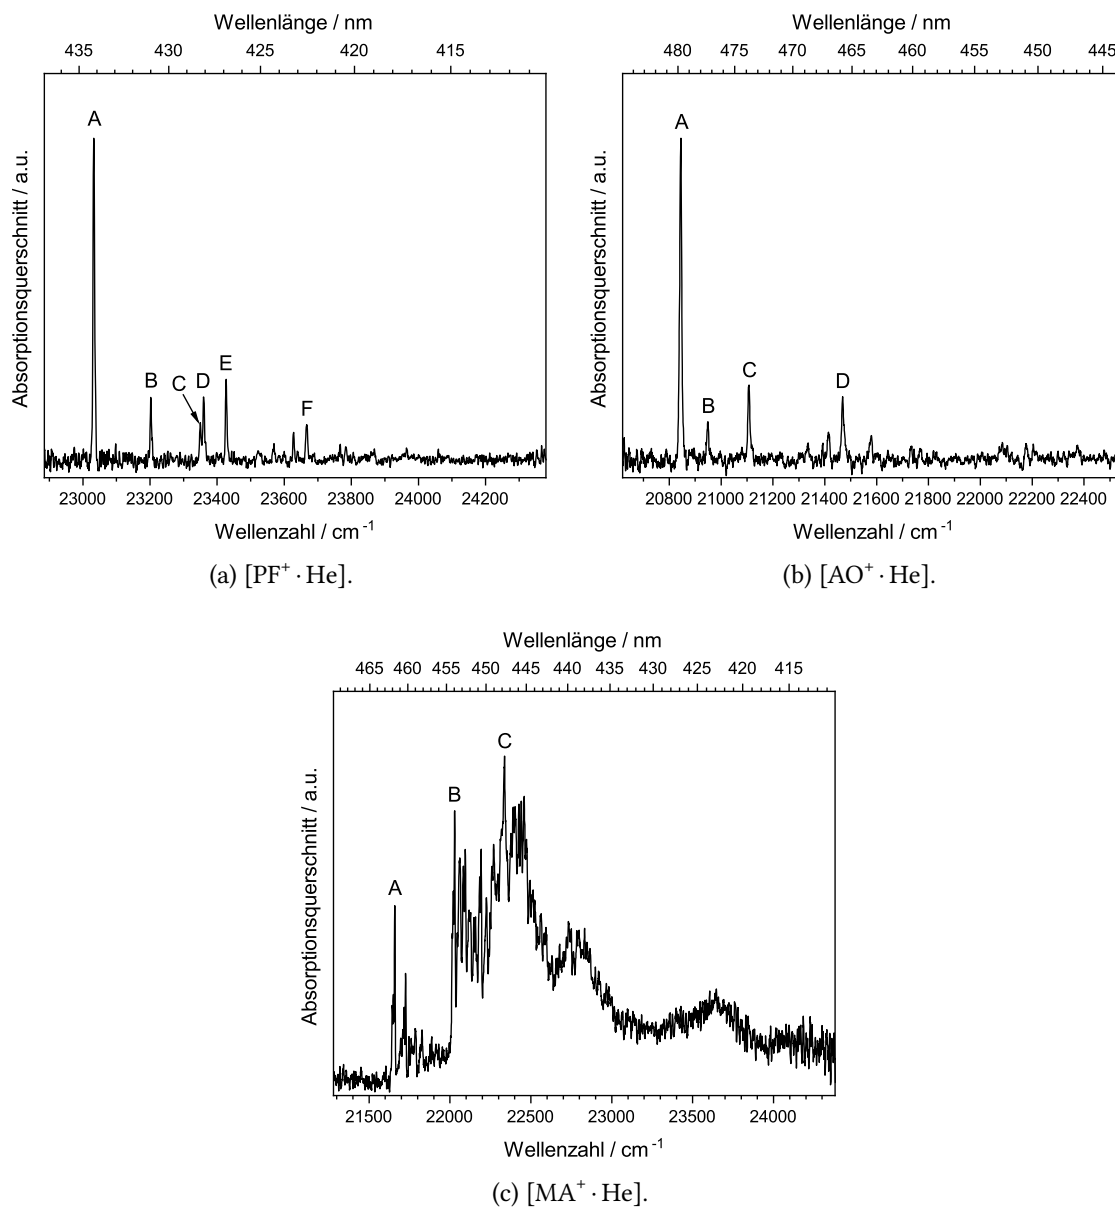 Wellenlänge / nm
435 430 425 420 415
Absorptionsquerschnitt / a.u.
A
B
C
D
E
F
23000 23200 23400 23600 23800 24000 24200
Wellenzahl / cm⁻¹
(a) [PF⁺ · He].
Wellenlänge / nm
480 475 470 465 460 455 450 445
Absorptionsquerschnitt / a.u.
A
B
C
D
20800 21000 21200 21400 21600 21800 22000 22200 22400
Wellenzahl / cm⁻¹
(b) [AO⁺ · He].
Wellenlänge / nm
465 460 455 450 445 440 435 430 425 420 415
Absorptionsquerschnitt / a.u.
A
B
C
21500 22000 22500 23000 23500 24000
Wellenzahl / cm⁻¹
(c) [MA⁺ · He].